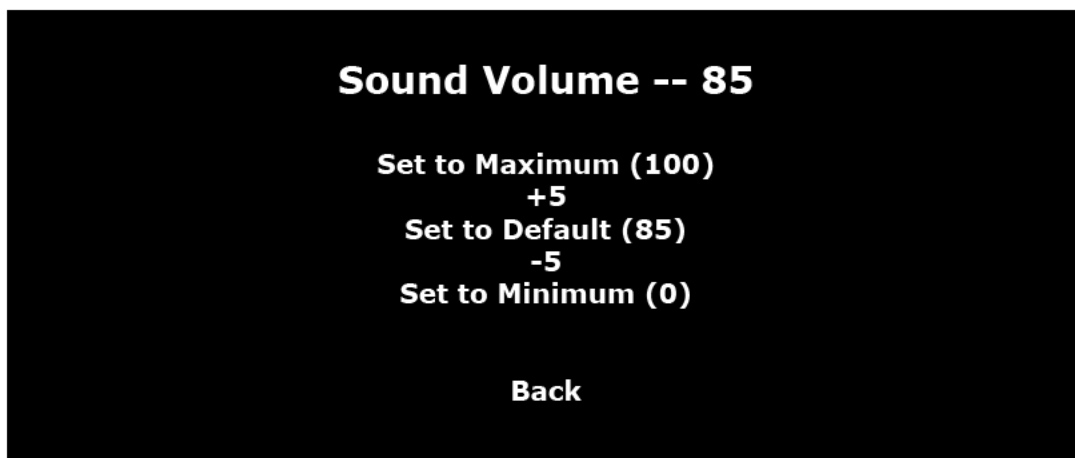 Sound Volume -- 85
Set to Maximum (100)
+5
Set to Default (85)
-5
Set to Minimum (0)
Back